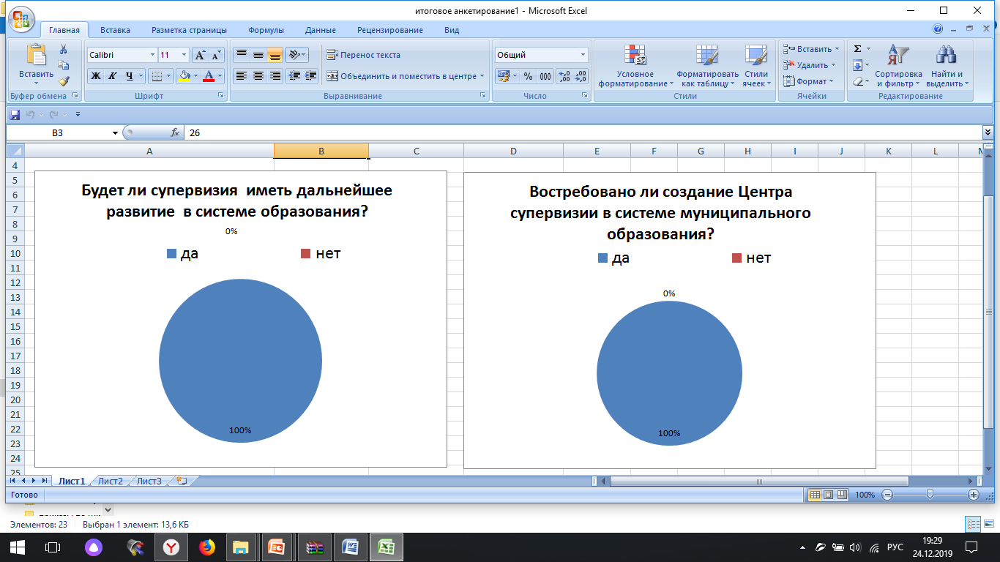 итоговое анкетирование1 - Microsoft Excel
Главная Вставка Разметка страницы Формулы Данные Рецензирование Вид
Вставить
Буфер обмена
Calibri 11
Ж К Ч
Шрифт
Перенос текста
Объединить и поместить в центре
Выравнивание
Общий
% 000
Число
Условное форматирование
Форматировать как таблицу
Стили ячеек
Стили
Вставить
Удалить
Формат
Ячейки
Σ
Сортировка и фильтр
Найти и выделить
Редактирование
B3 fx 26
A B C D E F G H I J K L M
4
5
6
7
8
9
10
11
12
13
14
15
16
17
18
19
20
21
22
23
24
25
Будет ли супервизия иметь дальнейшее
развитие в системе образования?
0%
да нет
100%
Востребовано ли создание Центра
супервизии в системе муниципального
образования?
да нет
0%
100%
Лист1 Лист2 Лист3
Готово 100%
Элементов: 23 Выбран 1 элемент: 13,6 КБ
РУС
19:29
24.12.2019